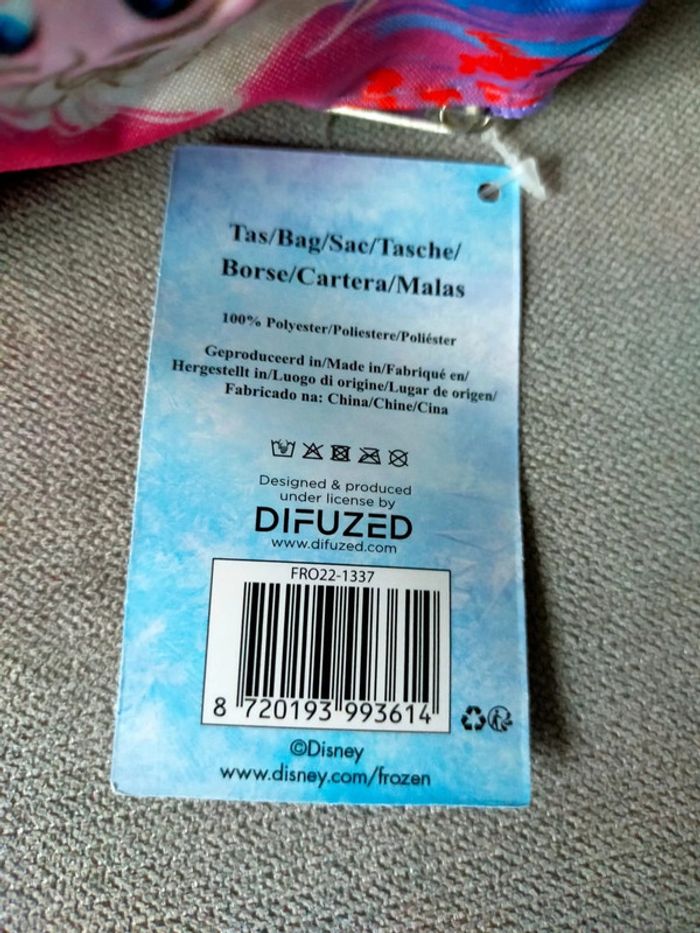 Tas/Bag/Sac/Tasche/
Borse/Cartera/Malas
100% Polyester/Poliestere/Poliéster
Geproduceerd in/Made in/Fabriqué en/
Hergestellt in/Luogo di origine/Lugar de origen/
Fabricado na: China/Chine/Cina
Designed & produced
under license by
DIFUZED
www.difuzed.com
FRO22-1337
8 720193 993614
©Disney
www.disney.com/frozen